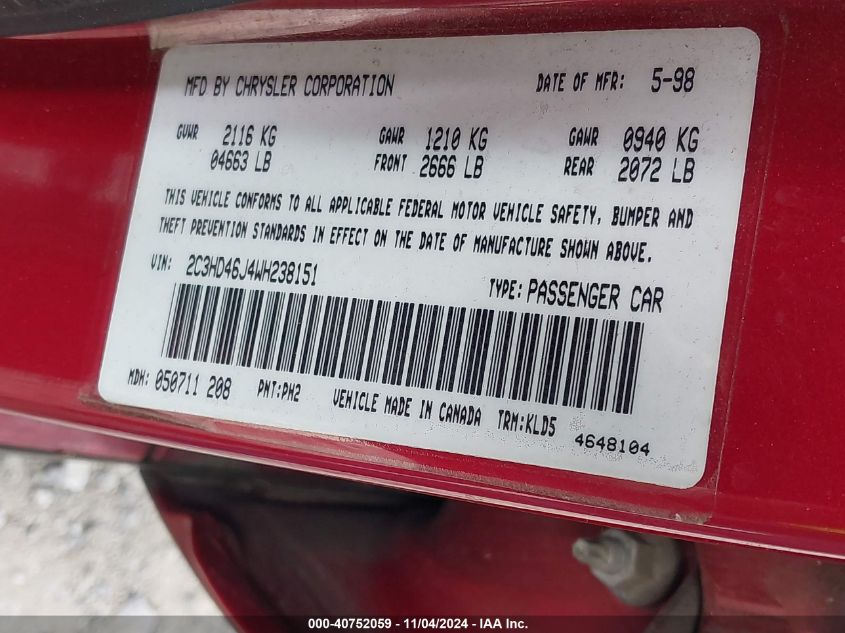 MFD BY CHRYSLER CORPORATION DATE OF MFR: 5-98
GVWR 2116 KG GAWR 1210 KG GAWR 0940 KG
04663 LB FRONT 2666 LB REAR 2072 LB
THIS VEHICLE CONFORMS TO ALL APPLICABLE FEDERAL MOTOR VEHICLE SAFETY, BUMPER AND
THEFT PREVENTION STANDARDS IN EFFECT ON THE DATE OF MANUFACTURE SHOWN ABOVE.
VIN: 2C3HD46J4WH238151 TYPE: PASSENGER CAR
MDH: 050711 208 PNT:PH2 VEHICLE MADE IN CANADA TRM:KLD5 4648104
000-40752059 - 11/04/2024 - IAA Inc.